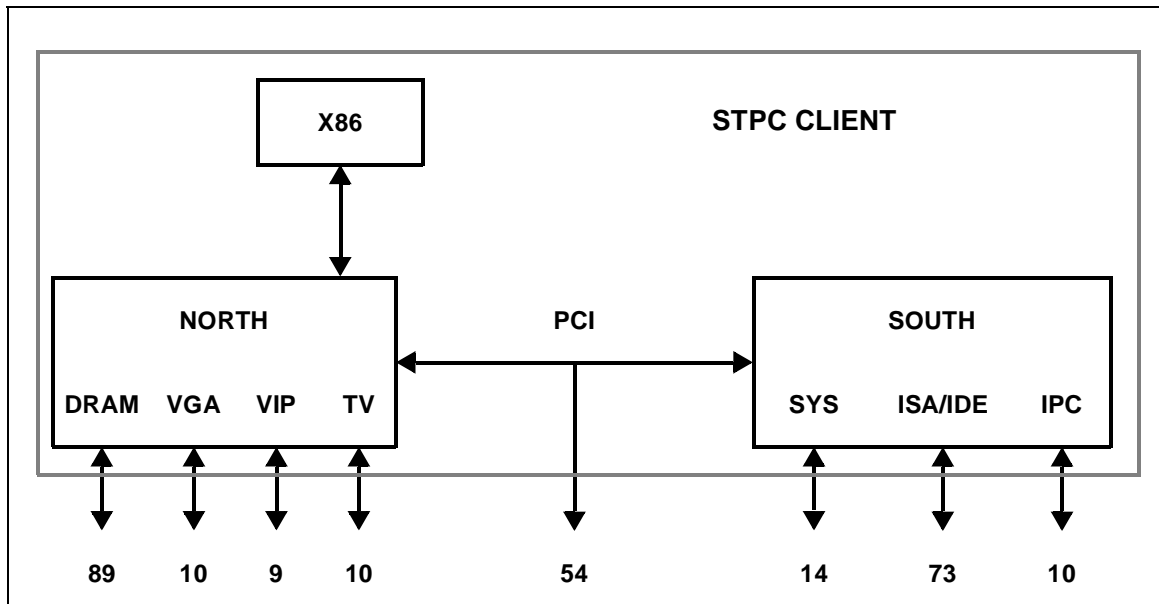 X86
STPC CLIENT
NORTH
PCI
SOUTH
DRAM VGA VIP TV
SYS ISA/IDE IPC
89 10 9 10 54 14 73 10